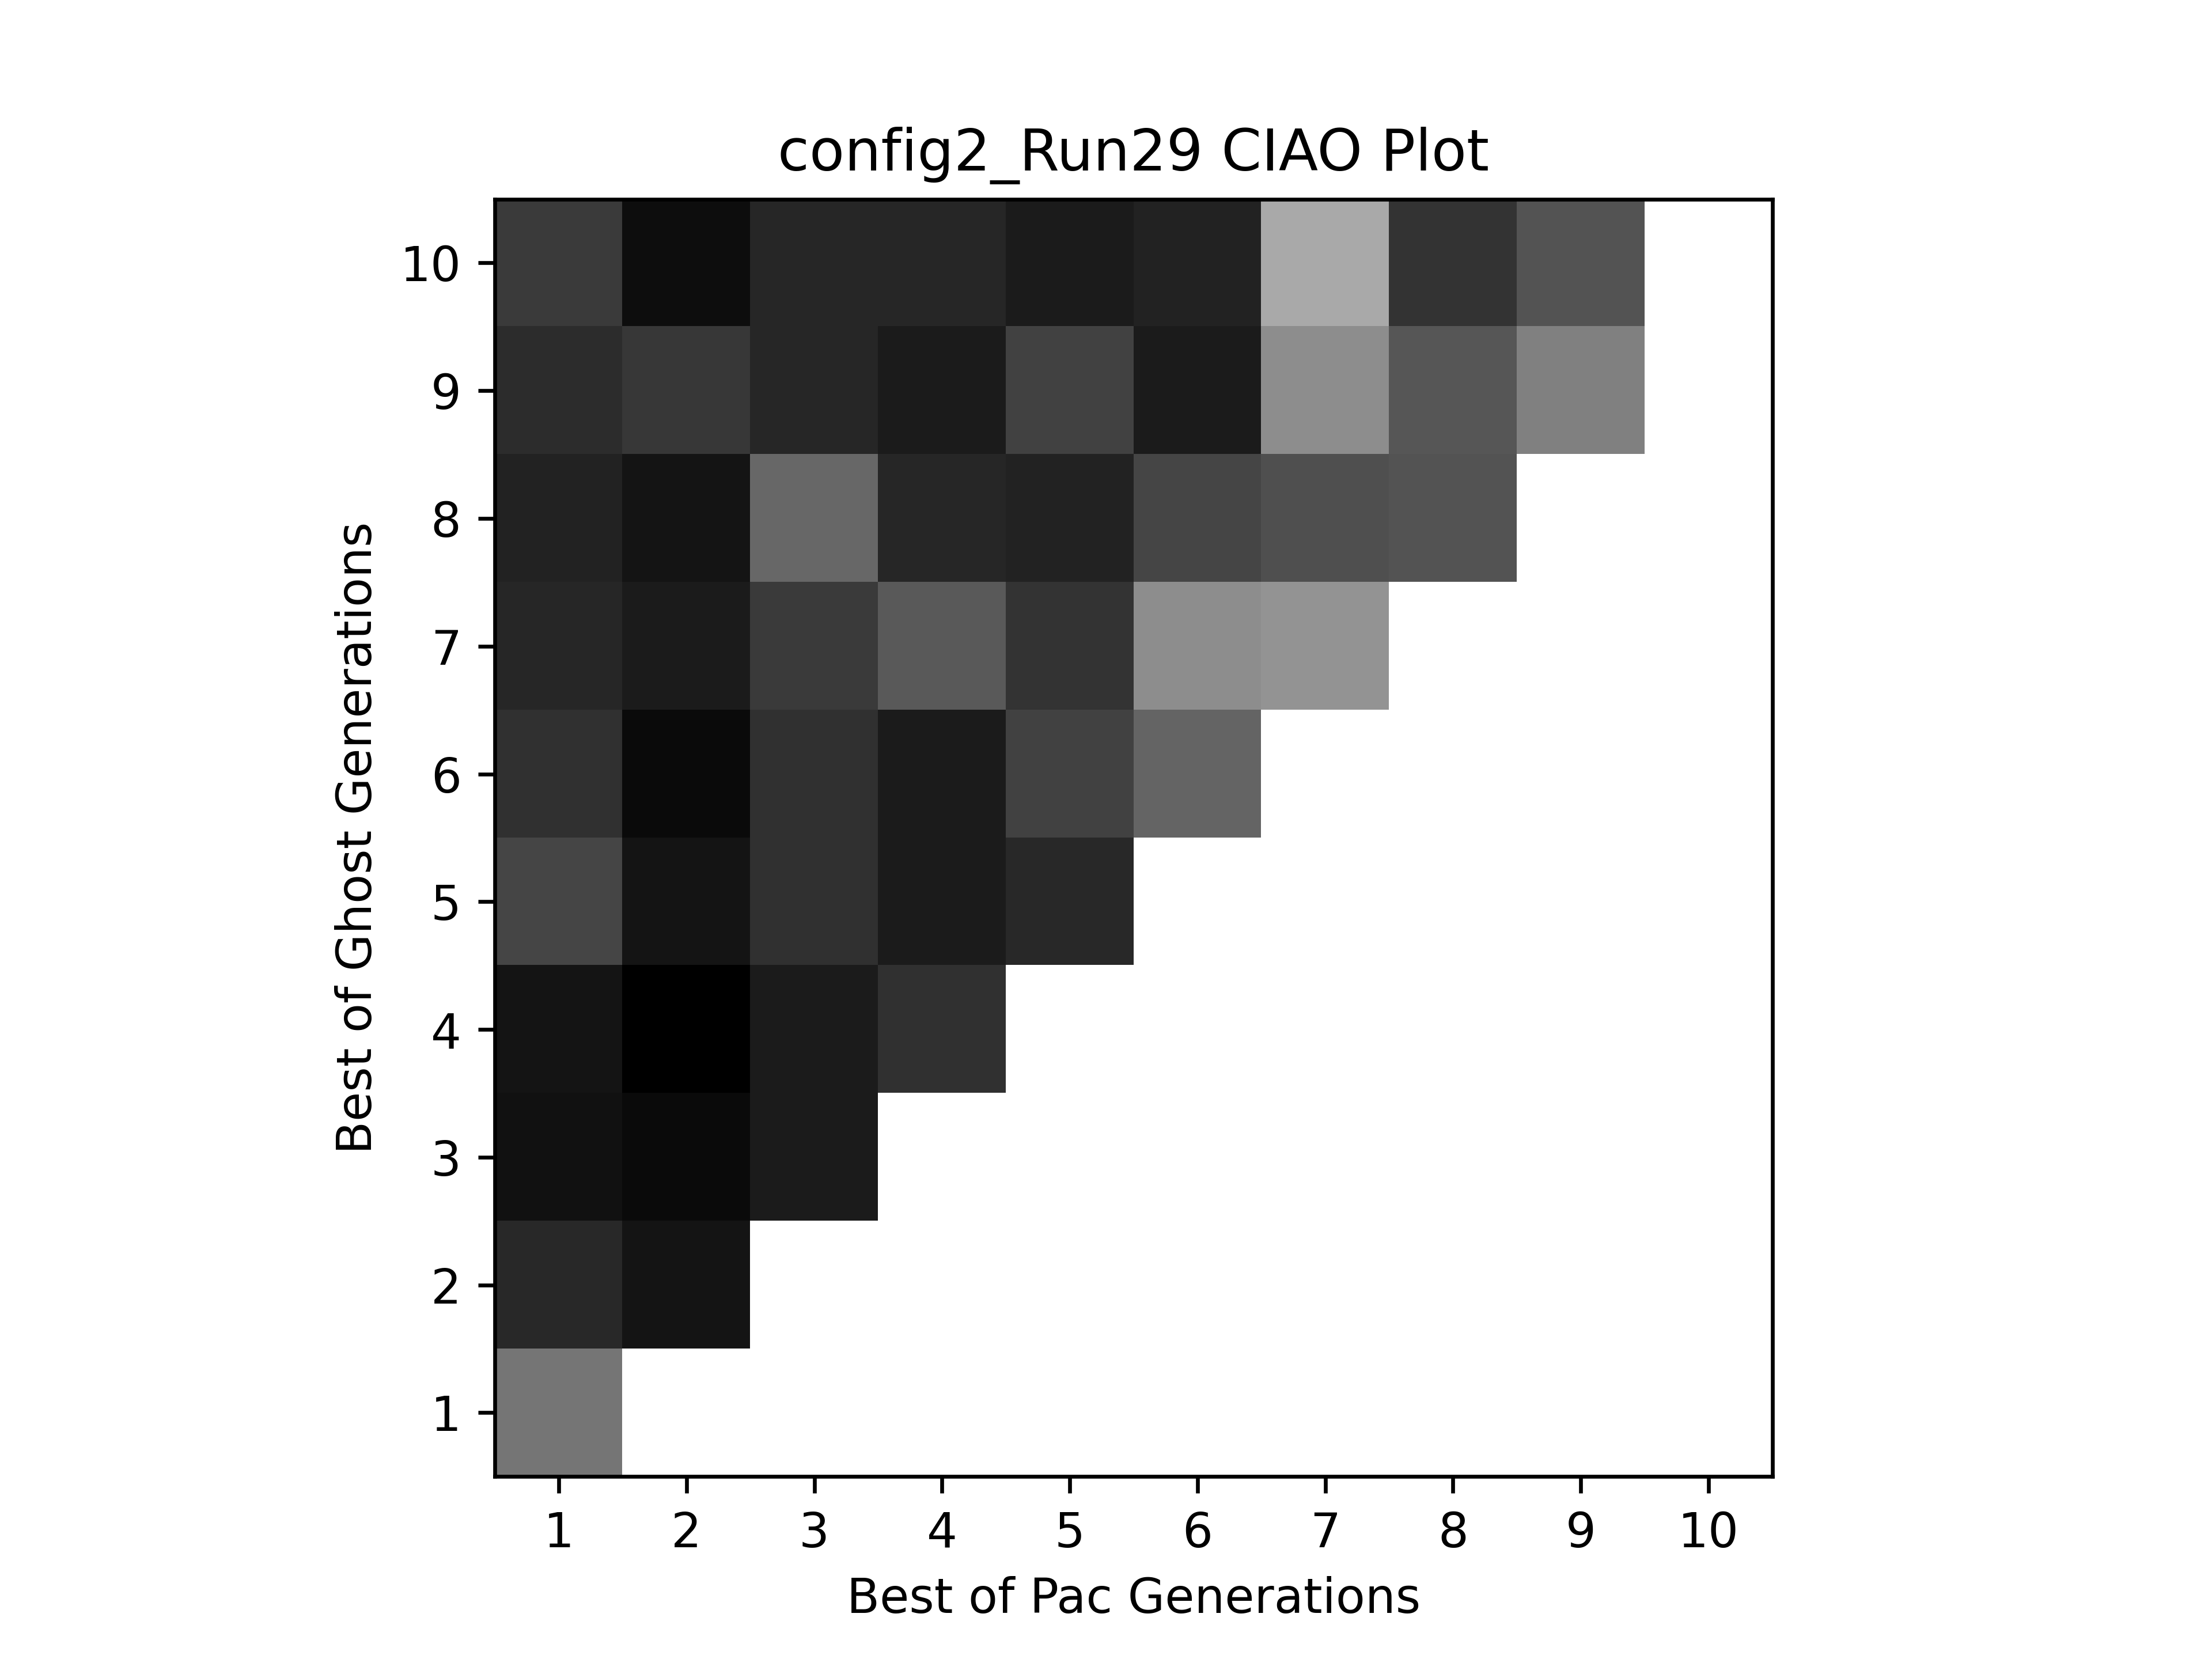 config2_Run29 CIAO Plot
10
9
8
7
6
5
4
3
2
1
Best of Ghost Generations
1 2 3 4 5 6 7 8 9 10
Best of Pac Generations